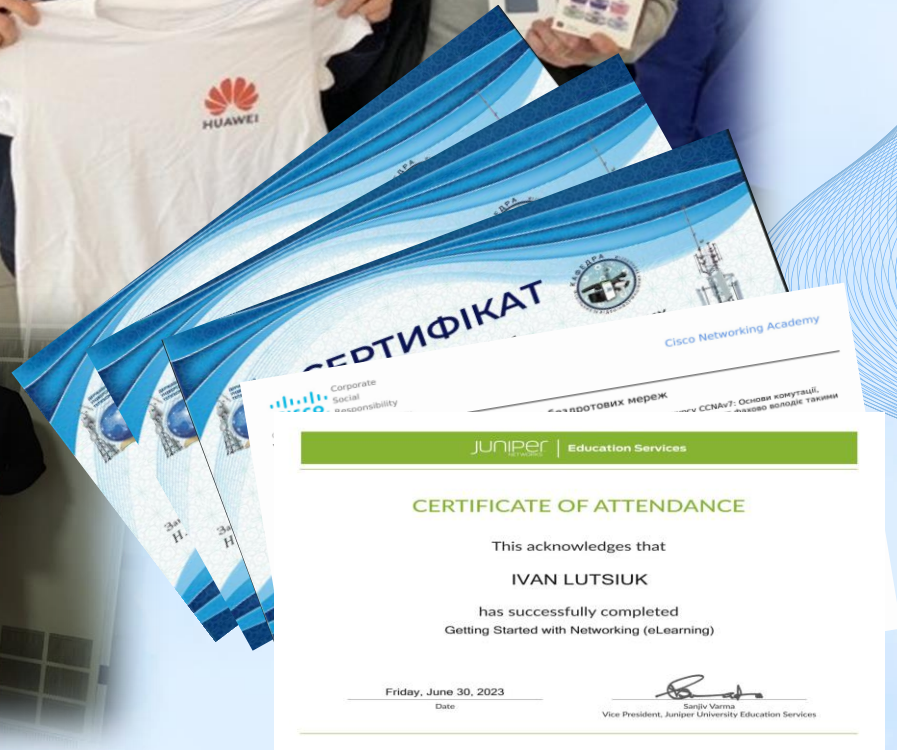 HUAWEI
КАФЕДРА
СЕРТИФІКАТ
Cisco Networking Academy
Corporate
Social
Responsibility
бездротових мереж
курсу CCNAv7: Основи комутації,
фахово володіє такими
JUNIPER
NETWORKS
Education Services
CERTIFICATE OF ATTENDANCE
This acknowledges that
IVAN LUTSIUK
has successfully completed
Getting Started with Networking (eLearning)
Friday, June 30, 2023
Date
Sanjiv Varma
Vice President, Juniper University Education Services